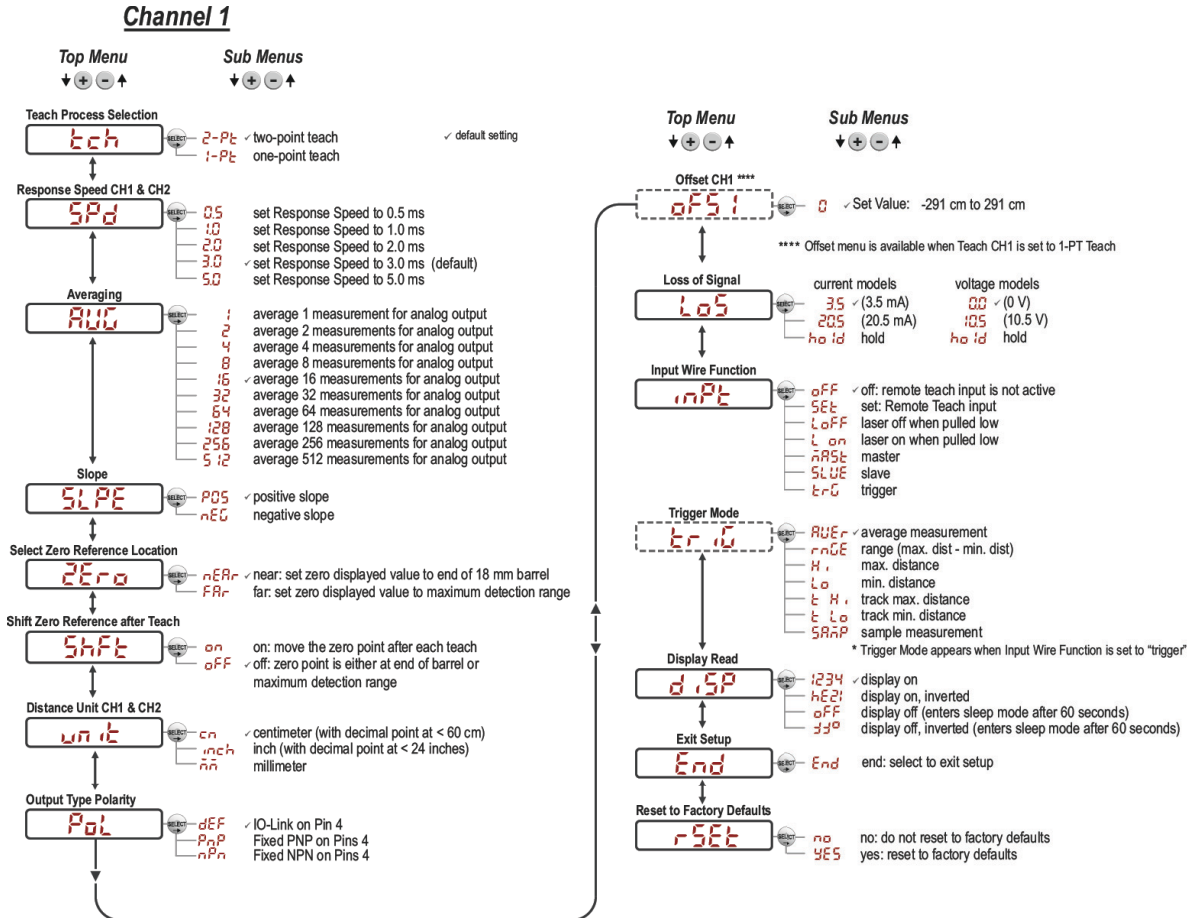 Channel 1
Top Menu
Sub Menus
+ -
+ -
Teach Process Selection
tch
SELECT
2-Pt ✓ two-point teach
✓ default setting
1-Pt one-point teach
Response Speed CH1 & CH2
SPd
SELECT
0.5 set Response Speed to 0.5 ms
1.0 set Response Speed to 1.0 ms
2.0 set Response Speed to 2.0 ms
3.0 ✓ set Response Speed to 3.0 ms (default)
5.0 set Response Speed to 5.0 ms
Averaging
AUG
SELECT
1 average 1 measurement for analog output
2 average 2 measurements for analog output
4 average 4 measurements for analog output
8 average 8 measurements for analog output
16 ✓ average 16 measurements for analog output
32 average 32 measurements for analog output
64 average 64 measurements for analog output
128 average 128 measurements for analog output
256 average 256 measurements for analog output
512 average 512 measurements for analog output
Slope
SLPE
SELECT
POS ✓ positive slope
nEG negative slope
Select Zero Reference Location
ZEro
SELECT
nEAr ✓ near: set zero displayed value to end of 18 mm barrel
FAr far: set zero displayed value to maximum detection range
Shift Zero Reference after Teach
ShFt
SELECT
on on: move the zero point after each teach
oFF ✓ off: zero point is either at end of barrel or
maximum detection range
Distance Unit CH1 & CH2
unit
SELECT
cn ✓ centimeter (with decimal point at < 60 cm)
inch inch (with decimal point at < 24 inches)
millimeter
Output Type Polarity
PoL
SELECT
dEF ✓ IO-Link on Pin 4
PnP Fixed PNP on Pins 4
nPn Fixed NPN on Pins 4
Top Menu
Sub Menus
+ -
+ -
Offset CH1 ****
oFS1
SELECT
0 ✓ Set Value: -291 cm to 291 cm
**** Offset menu is available when Teach CH1 is set to 1-PT Teach
Loss of Signal
LoS
SELECT
current models
voltage models
3.5 ✓ (3.5 mA)
0.0 ✓ (0 V)
20.5 (20.5 mA)
10.5 (10.5 V)
hold hold
hold hold
Input Wire Function
inPt
SELECT
oFF ✓ off: remote teach input is not active
SEt set: Remote Teach input
LoFF laser off when pulled low
L on laser on when pulled low
master
SLUE slave
trG trigger
Trigger Mode
triG
SELECT
AUEr ✓ average measurement
rnGE range (max. dist - min. dist)
Hi max. distance
Lo min. distance
t Hi track max. distance
t Lo track min. distance
sample measurement
* Trigger Mode appears when Input Wire Function is set to “trigger”
Display Read
diSP
SELECT
1234 ✓ display on
hEZI display on, inverted
oFF display off (enters sleep mode after 60 seconds)
display off, inverted (enters sleep mode after 60 seconds)
Exit Setup
End
SELECT
End end: select to exit setup
Reset to Factory Defaults
rSEt
SELECT
no no: do not reset to factory defaults
YES yes: reset to factory defaults